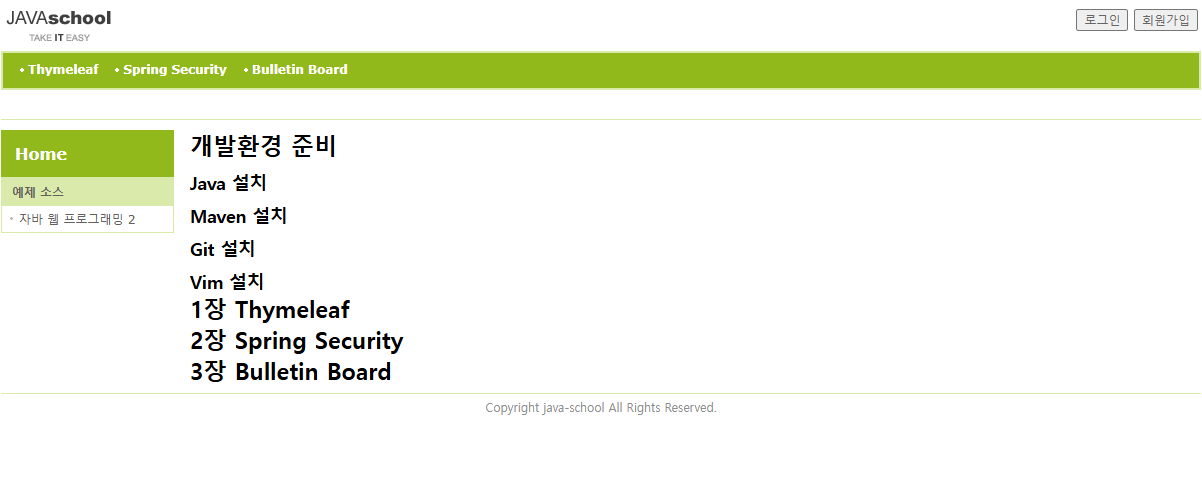 JAVAschool
TAKE IT EASY
로그인 회원가입
Thymeleaf Spring Security Bulletin Board
Home
예제 소스
자바 웹 프로그래밍 2
개발환경 준비
Java 설치
Maven 설치
Git 설치
Vim 설치
1장 Thymeleaf
2장 Spring Security
3장 Bulletin Board
Copyright java-school All Rights Reserved.